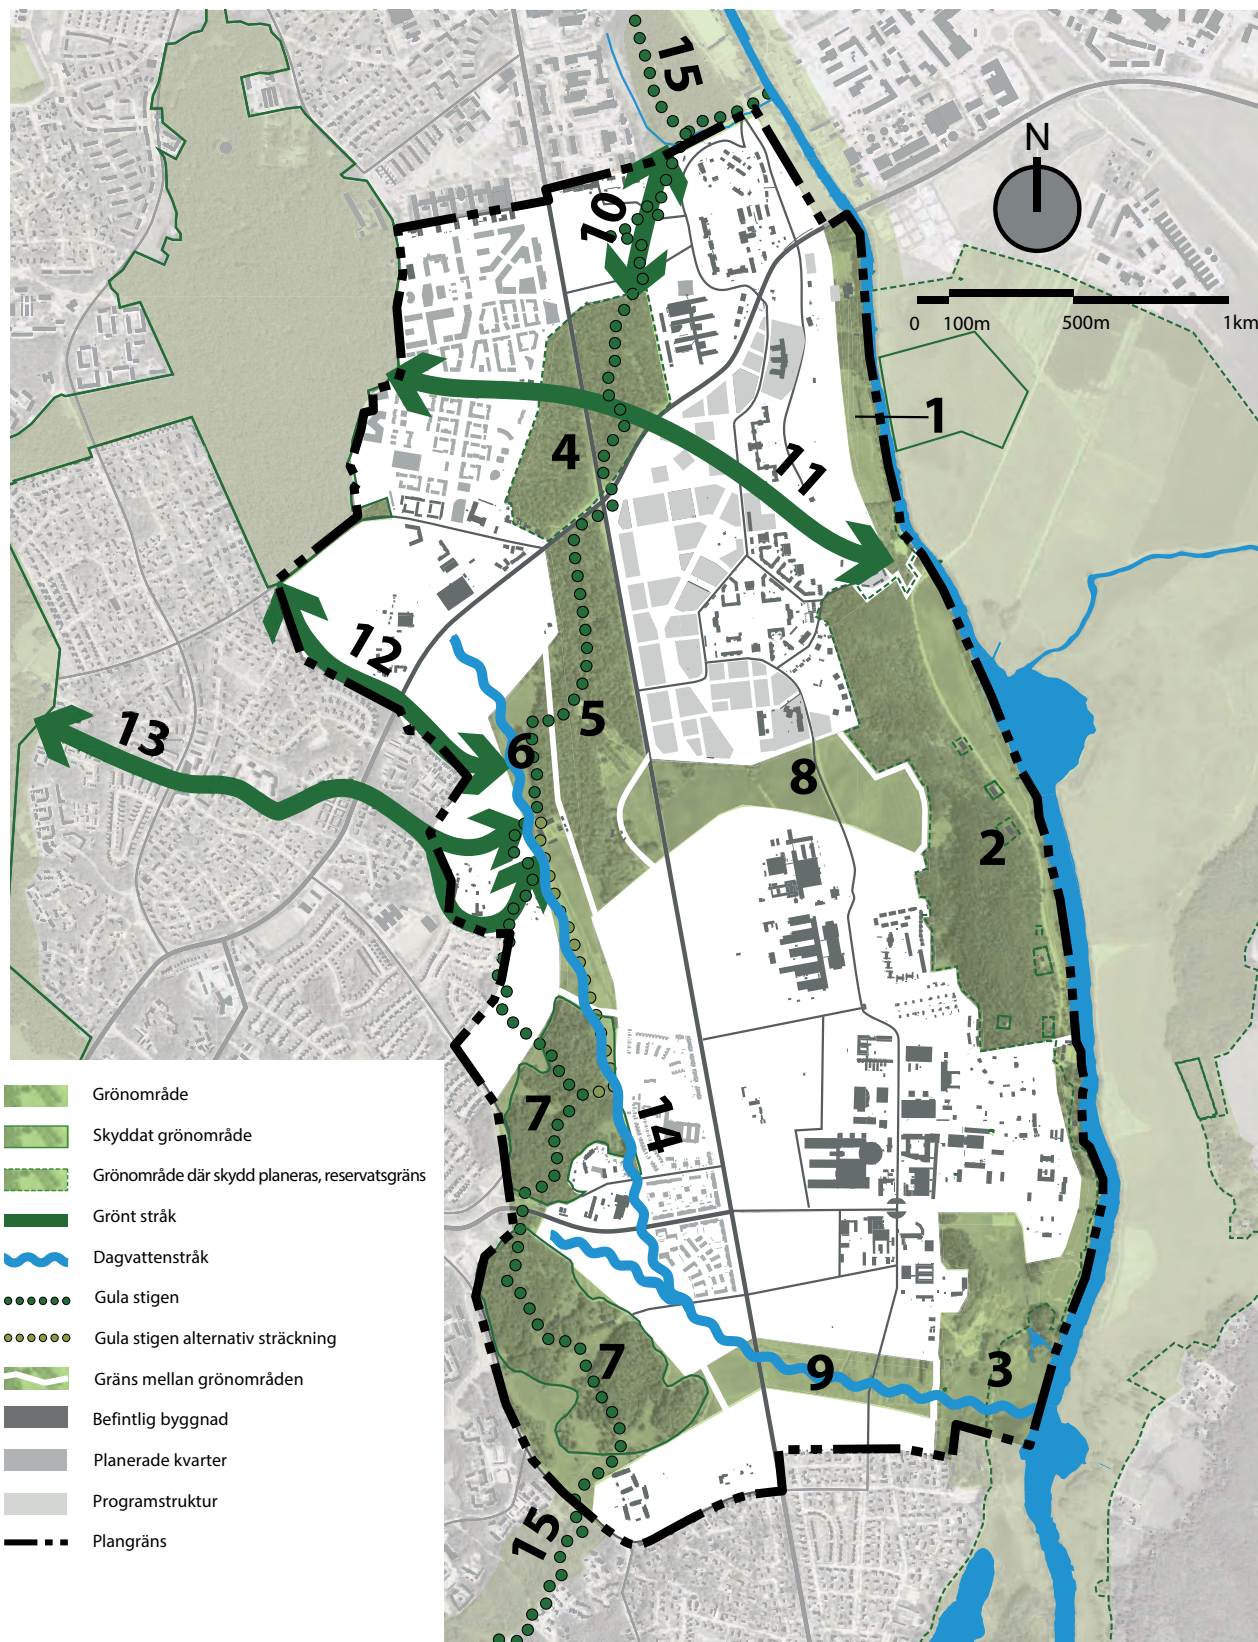 15
N
10
0 100m 500m 1km
1
4
11
12
13
5
6
8
2
7
14
7
9
3
15
Grönområde
Skyddat grönområde
Grönområde där skydd planeras, reservatsgräns
Grönt stråk
Dagvattenstråk
Gula stigen
Gula stigen alternativ sträckning
Gräns mellan grönområden
Befintlig byggnad
Planerade kvarter
Programstruktur
Plangräns